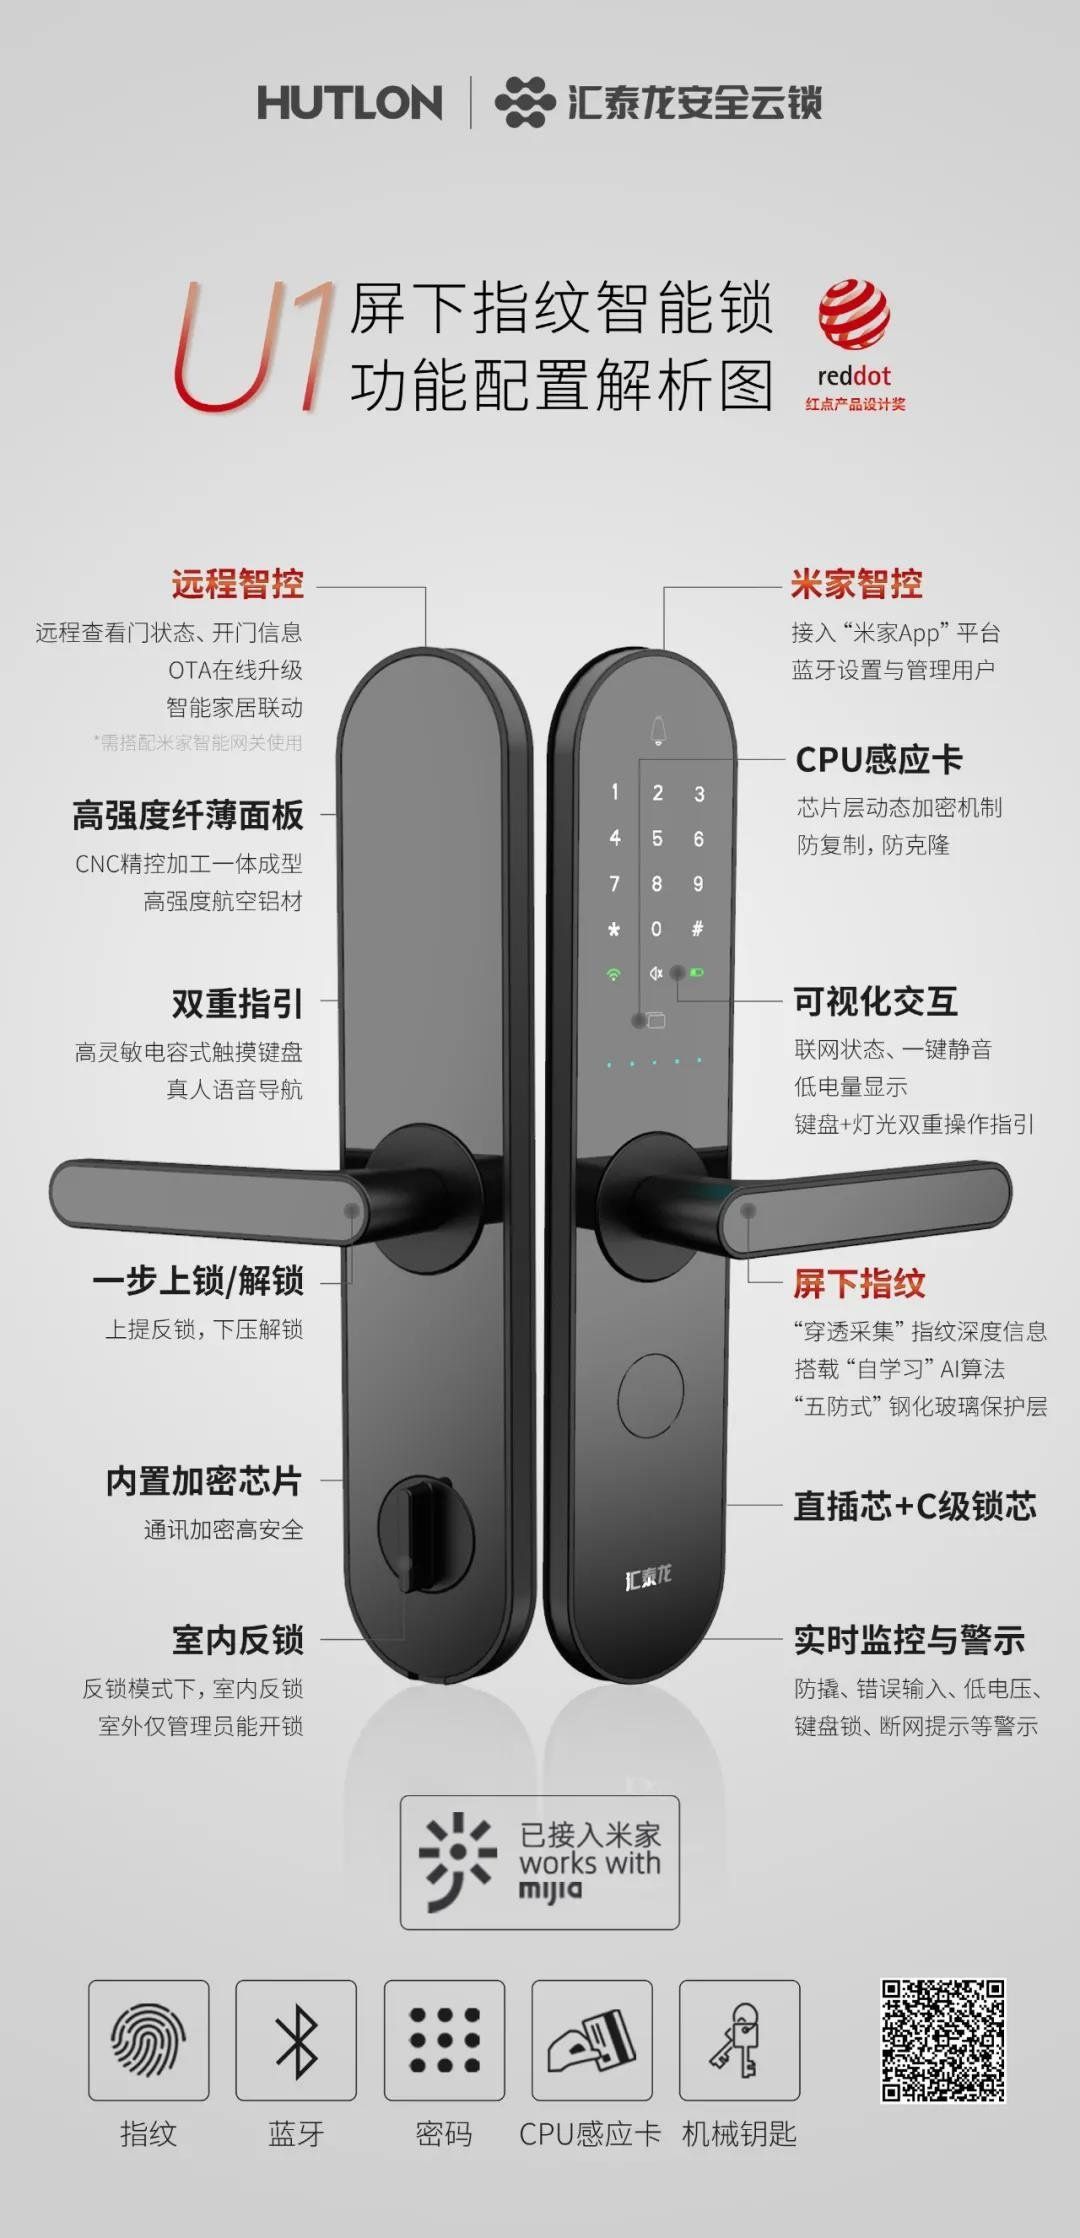 HUTLON 汇泰龙安全云锁
U1 屏下指纹智能锁
功能配置解析图
reddot
红点产品设计奖
远程智控
远程查看门状态、开门信息
OTA在线升级
智能家居联动
*需搭配米家智能网关使用
高强度纤薄面板
CNC精控加工一体成型
高强度航空铝材
双重指引
高灵敏电容式触摸键盘
真人语音导航
一步上锁/解锁
上提反锁，下压解锁
内置加密芯片
通讯加密高安全
室内反锁
反锁模式下，室内反锁
室外仅管理员能开锁
1 2 3
4 5 6
7 8 9
* 0 #
汇泰龙
米家智控
接入“米家App”平台
蓝牙设置与管理用户
CPU感应卡
芯片层动态加密机制
防复制，防克隆
可视化交互
联网状态、一键静音
低电量显示
键盘+灯光双重操作指引
屏下指纹
“穿透采集”指纹深度信息
搭载“自学习”AI算法
“五防式”钢化玻璃保护层
直插芯+C级锁芯
实时监控与警示
防撬、错误输入、低电压、
键盘锁、断网提示等警示
已接入米家
works with
mijia
指纹
蓝牙
密码
CPU感应卡
机械钥匙